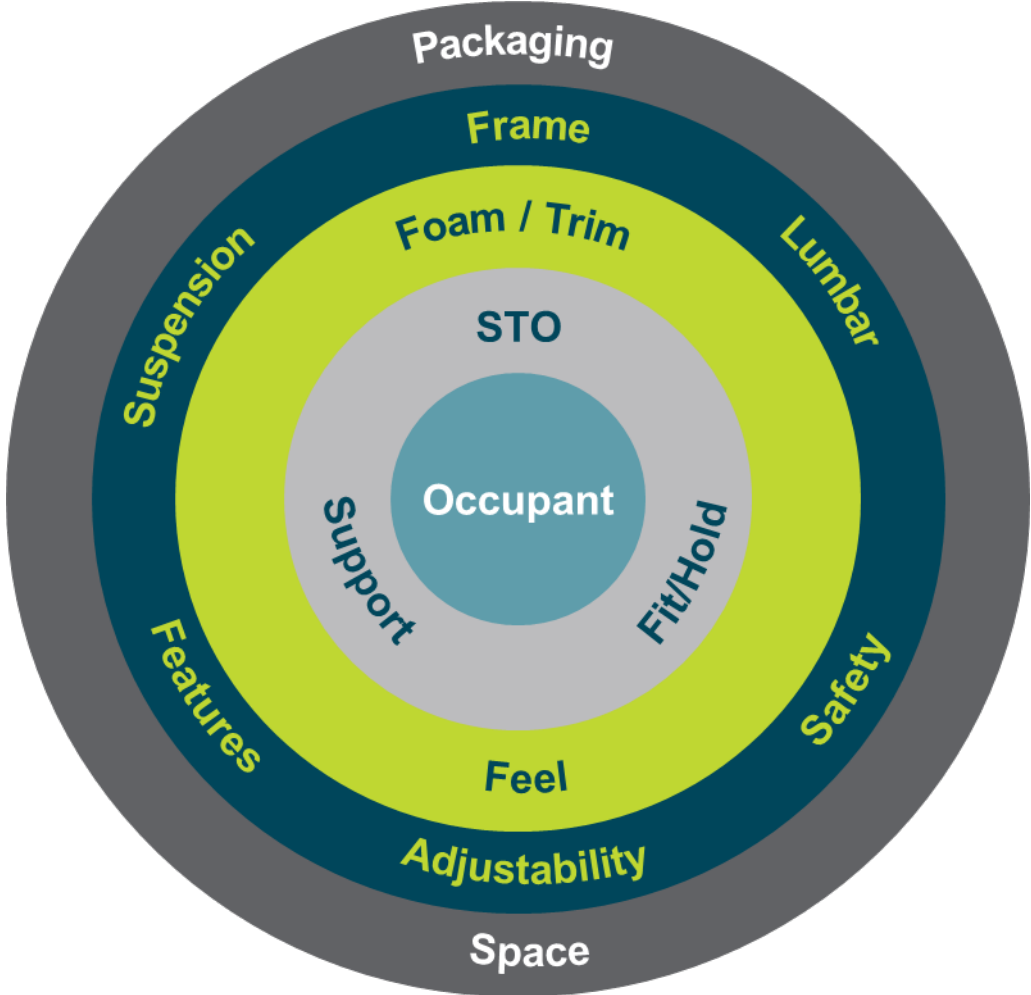 Packaging
Frame
Foam / Trim
Suspension
Lumbar
STO
Occupant
Support
Fit/Hold
Features
Safety
Feel
Adjustability
Space